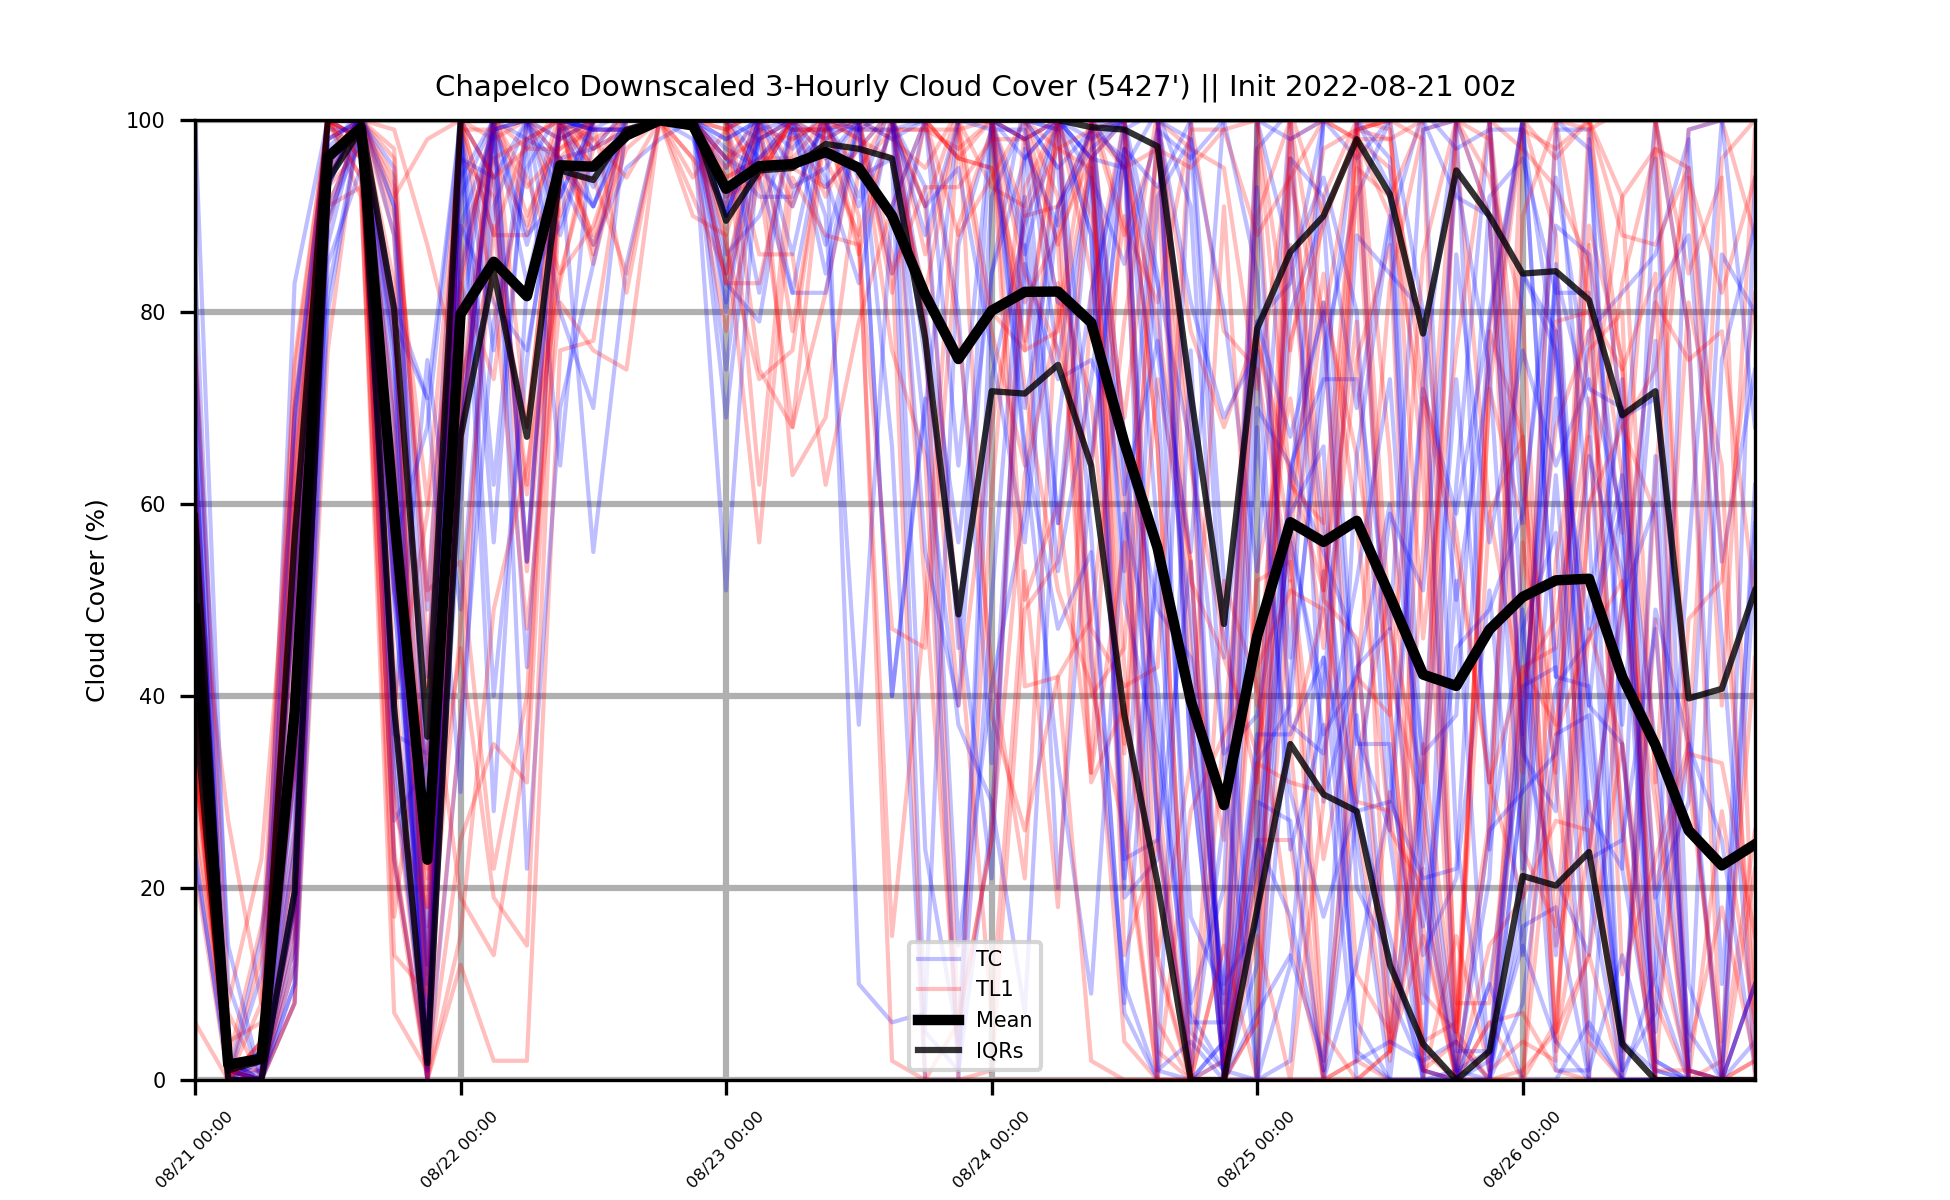 Chapelco Downscaled 3-Hourly Cloud Cover (5427') || Init 2022-08-21 00z
Cloud Cover (%)
100
80
60
40
20
0
TC
TL1
Mean
IQRs
08/21 00:00
08/22 00:00
08/23 00:00
08/24 00:00
08/25 00:00
08/26 00:00